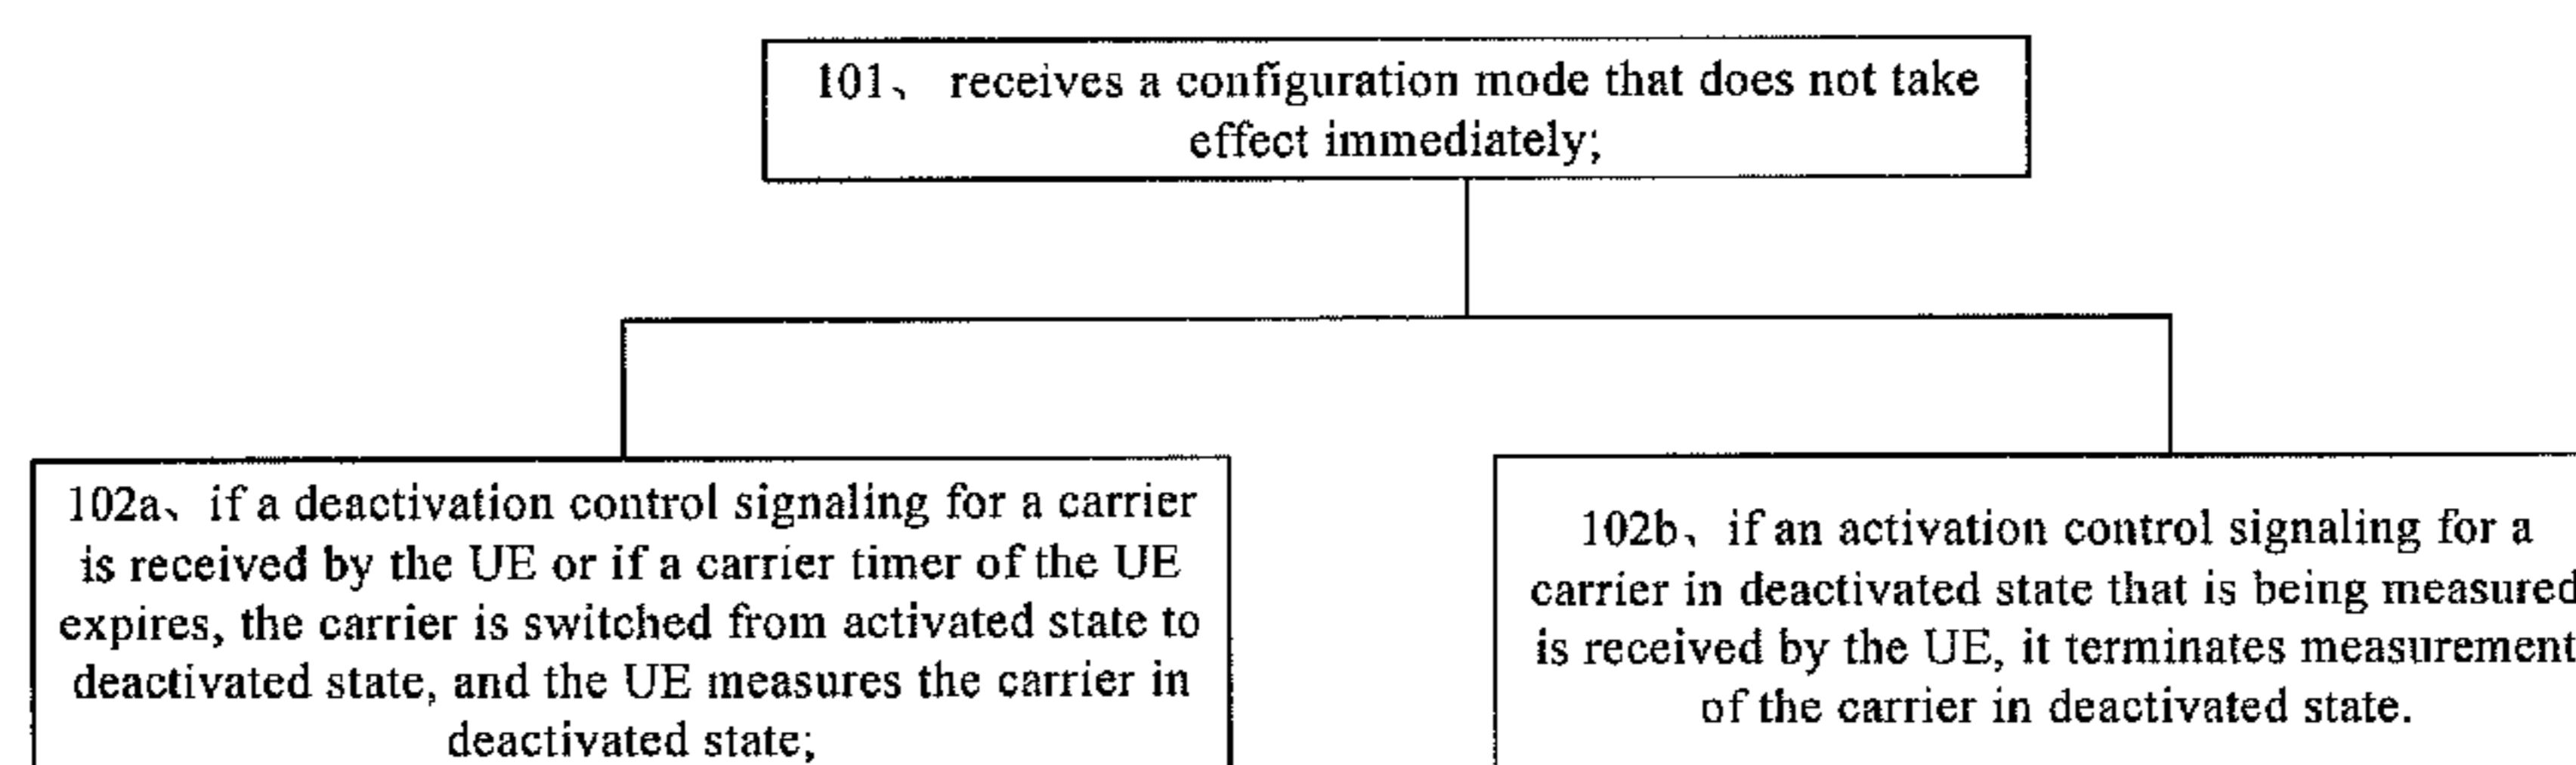 101、 receives a configuration mode that does not take
effect immediately;
102a、if a deactivation control signaling for a carrier
is received by the UE or if a carrier timer of the UE
expires, the carrier is switched from activated state to
deactivated state, and the UE measures the carrier in
deactivated state;
102b、if an activation control signaling for a
carrier in deactivated state that is being measured
is received by the UE, it terminates measurement
of the carrier in deactivated state.